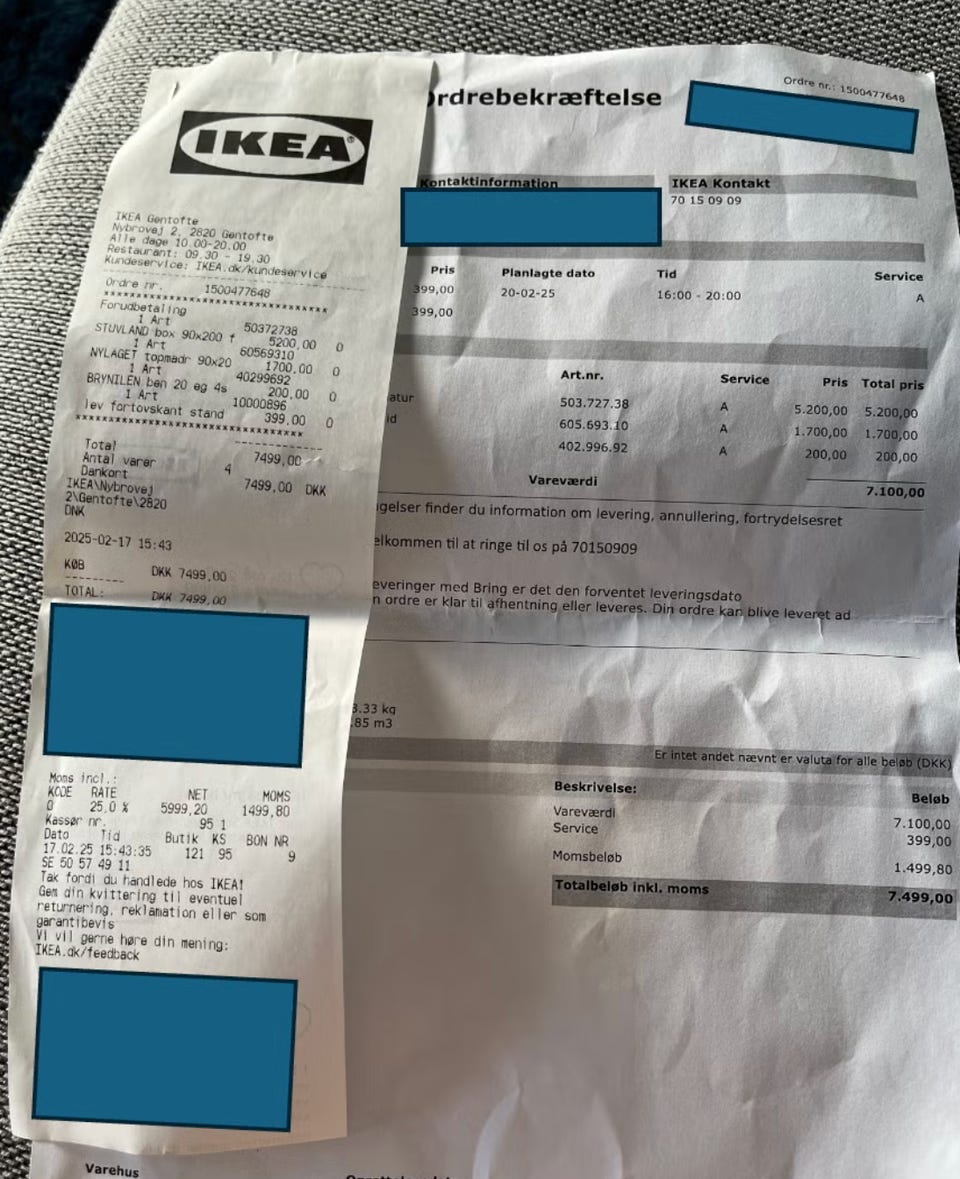 IKEA
IKEA Gentofte
Nybrovej 2, 2820 Gentofte
Alle dage 10.00-20.00
Restaurant: 09.30 - 19.30
Kundeservice: IKEA.dk/kundeservice
Ordre nr. 1500477648
********************************
Forudbetaling
1 Art 50372738
STUVLAND box 90x200 f 5200,00 0
1 Art 60569310
NYLAGET topmadr 90x20 1700.00 0
1 Art 40299692
BRYNILEN ben 20 eg 4s 200,00 0
1 Art 10000896
lev fortovskant stand 399.00 0
********************************
Total 7499,00
Antal varer 4
Dankort 7499,00 DKK
IKEA\Nybrovej
2\Gentofte\2820
DNK
2025-02-17 15:43
KØB DKK 7499,00
TOTAL: DKK 7499,00
Moms incl.:
KODE RATE NET MOMS
0 25,0 % 5999,20 1499,80
Kassør nr. 95 1
Dato Tid Butik KS BON NR
17.02.25 15:43:35 121 95 9
SE 50 57 49 11
Tak fordi du handlede hos IKEA!
Gem din kvittering til eventuel
returnering, reklamation eller som
garantibevis
Vi vil gerne høre din mening:
IKEA.dk/feedback
rdrebekræftelse
Ordre nr.: 1500477648
Kontaktinformation
IKEA Kontakt
70 15 09 09
Pris Planlagte dato Tid Service
399,00 20-02-25 16:00 - 20:00 A
399,00
Art.nr. Service Pris Total pris
atur 503.727.38 A 5.200,00 5.200,00
id 605.693.10 A 1.700,00 1.700,00
402.996.92 A 200,00 200,00
Vareværdi 7.100,00
gelser finder du information om levering, annullering, fortrydelsesret
elkommen til at ringe til os på 70150909
everinger med Bring er det den forventet leveringsdato
n ordre er klar til afhentning eller leveres. Din ordre kan blive leveret ad
3.33 kg
.85 m3
Er intet andet nævnt er valuta for alle beløb (DKK)
Beskrivelse: Beløb
Vareværdi 7.100,00
Service 399,00
Momsbeløb 1.499,80
Totalbeløb inkl. moms 7.499,00
Varehus